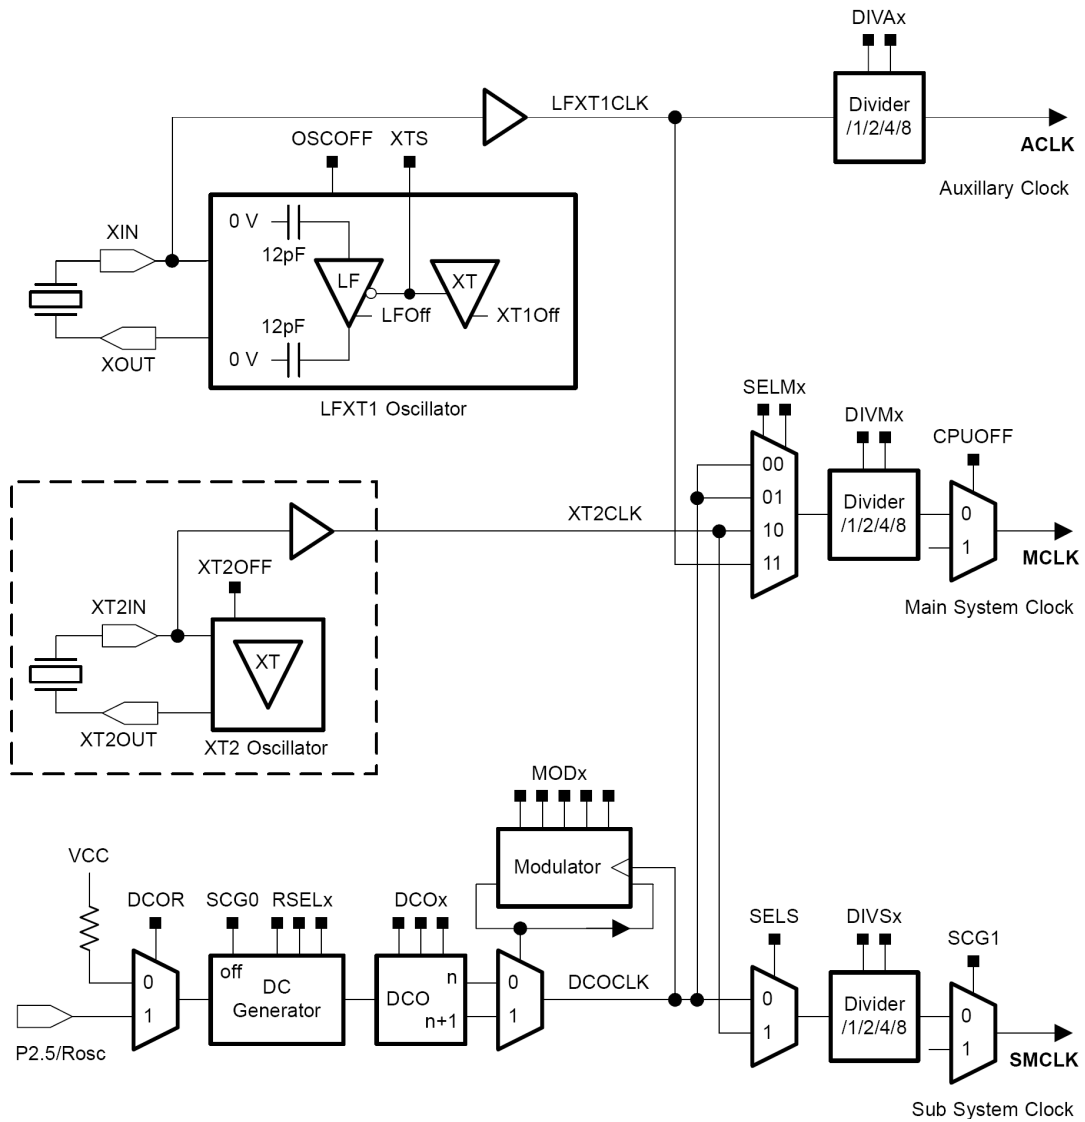 DIVAx
LFXT1CLK
Divider
/1/2/4/8
ACLK
Auxillary Clock
OSCOFF XTS
0 V
12pF
XIN
LF
XT
LFOff
XT1Off
12pF
0 V
XOUT
LFXT1 Oscillator
SELMx
DIVMx
CPUOFF
00
01
10
11
Divider
/1/2/4/8
0
1
MCLK
Main System Clock
XT2CLK
XT2OFF
XT2IN
XT
XT2OUT
XT2 Oscillator
MODx
Modulator
VCC
DCOR
SCG0 RSELx
DCOx
0
1
off
DC
Generator
DCO
n
n+1
0
1
DCOCLK
P2.5/Rosc
SELS
DIVSx
SCG1
0
1
Divider
/1/2/4/8
0
1
SMCLK
Sub System Clock